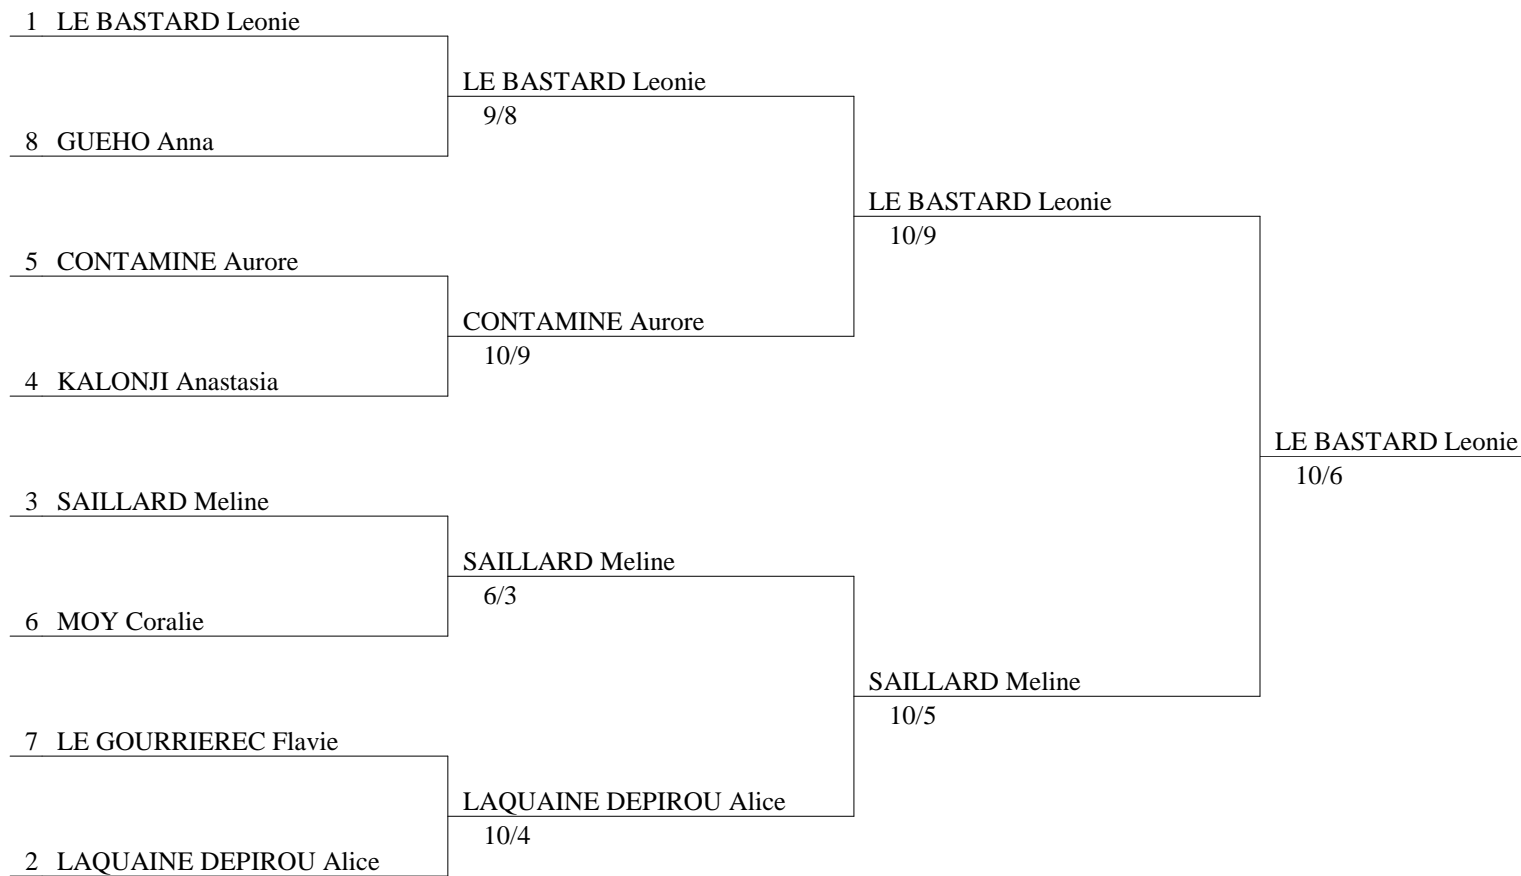 1 LE BASTARD Leonie
LE BASTARD Leonie
9/8
8 GUEHO Anna
LE BASTARD Leonie
10/9
5 CONTAMINE Aurore
CONTAMINE Aurore
10/9
4 KALONJI Anastasia
LE BASTARD Leonie
10/6
3 SAILLARD Meline
SAILLARD Meline
6/3
6 MOY Coralie
SAILLARD Meline
10/5
7 LE GOURRIEREC Flavie
LAQUAINE DEPIROU Alice
10/4
2 LAQUAINE DEPIROU Alice